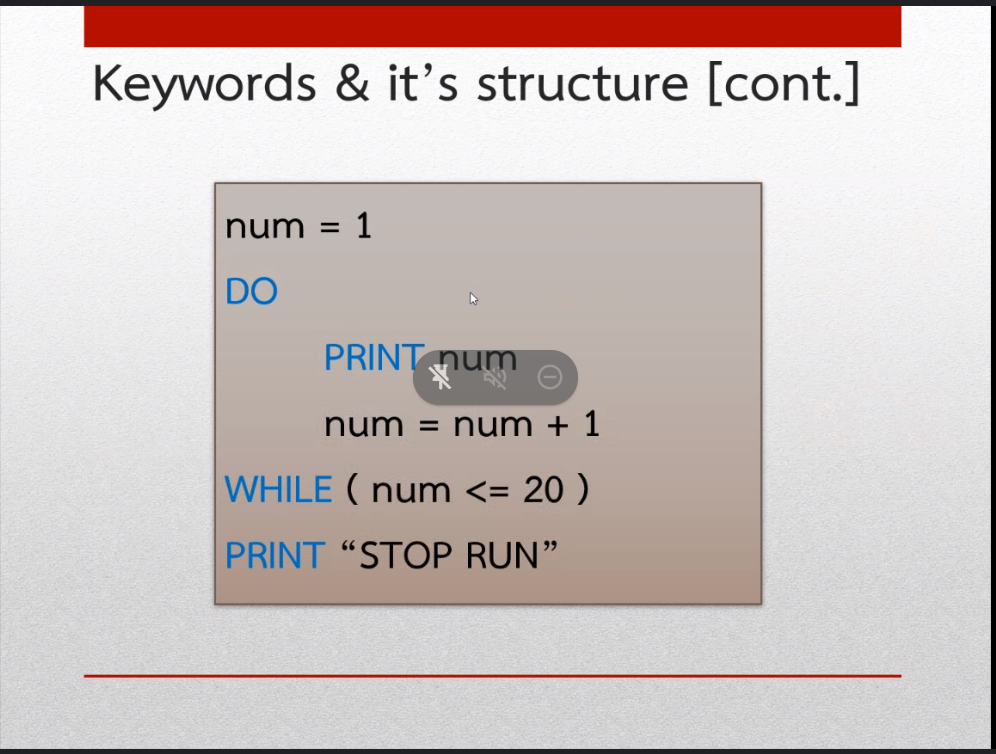 Keywords & it’s structure [cont.]
num = 1
DO
PRINT num
num = num + 1
WHILE ( num <= 20 )
PRINT “STOP RUN”